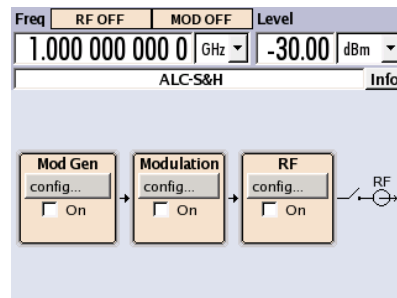 Freq RF OFF MOD OFF Level
1.000 000 000 0 GHz -30.00 dBm
ALC-S&H Info
Mod Gen Modulation RF
config... config... config... RF
On On On